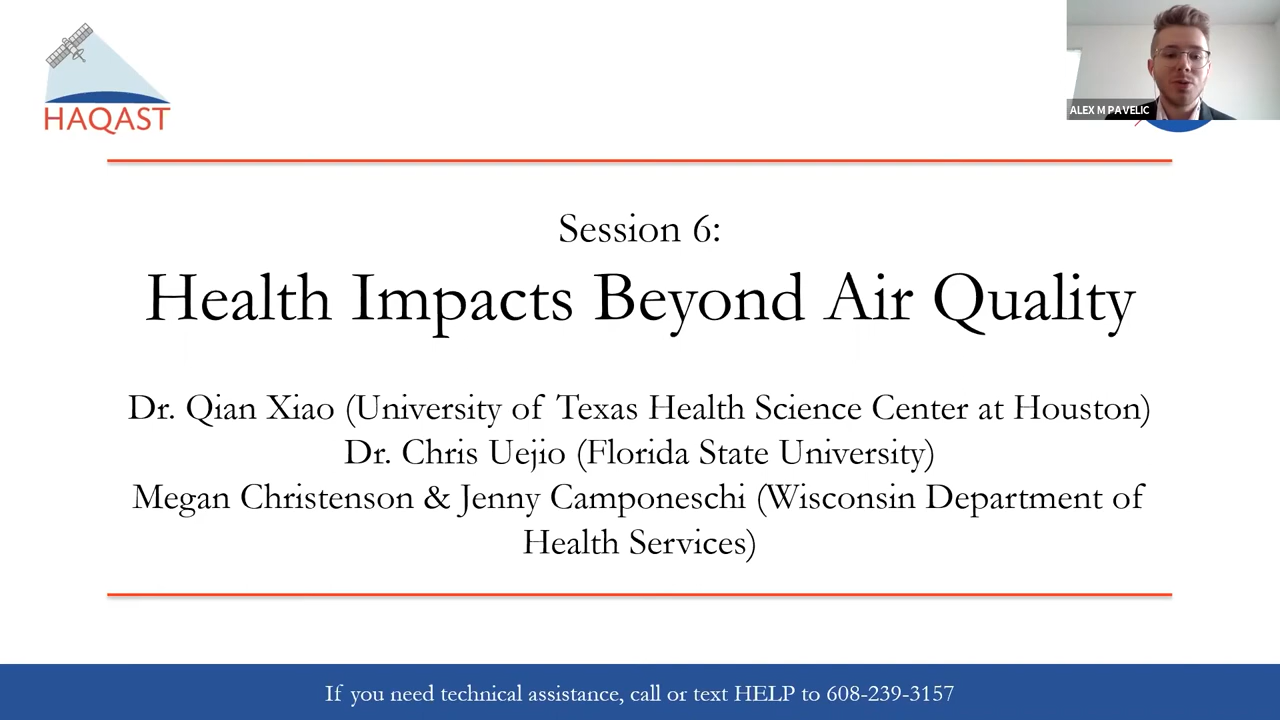 HAQAST
ALEX M PAVELIC
Session 6:
Health Impacts Beyond Air Quality
Dr. Qian Xiao (University of Texas Health Science Center at Houston)
Dr. Chris Uejio (Florida State University)
Megan Christenson & Jenny Camponeschi (Wisconsin Department of
Health Services)
If you need technical assistance, call or text HELP to 608-239-3157